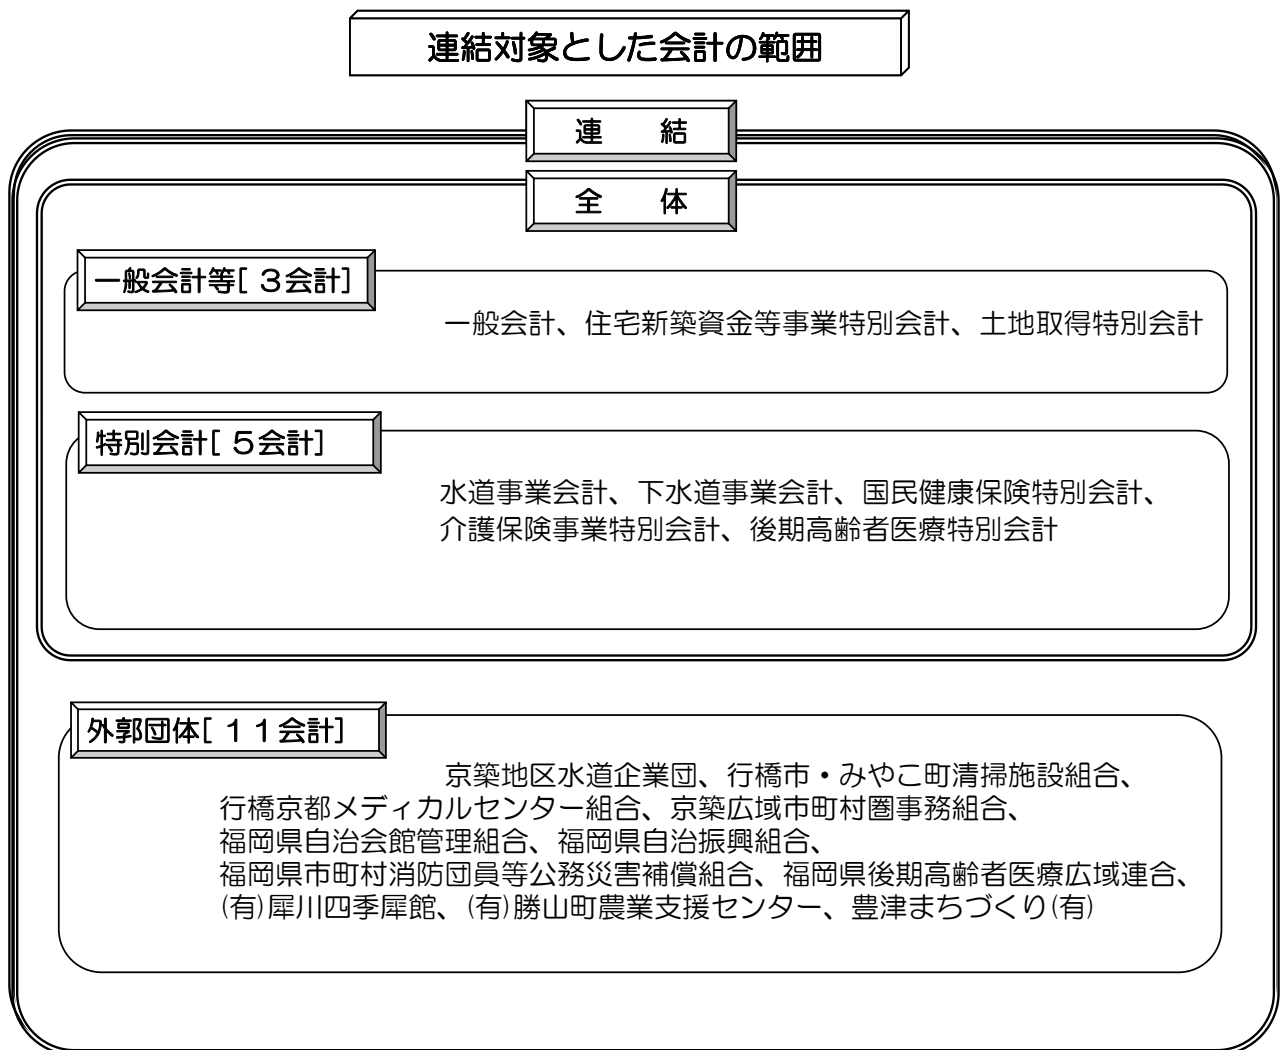 連結対象とした会計の範囲
連　　結
全　　体
一般会計等[ ３会計]
一般会計、住宅新築資金等事業特別会計、土地取得特別会計
特別会計[ ５会計]
水道事業会計、下水道事業会計、国民健康保険特別会計、
介護保険事業特別会計、後期高齢者医療特別会計
外郭団体[ １１会計]
京築地区水道企業団、行橋市・みやこ町清掃施設組合、
行橋京都メディカルセンター組合、京築広域市町村圏事務組合、
福岡県自治会館管理組合、福岡県自治振興組合、
福岡県市町村消防団員等公務災害補償組合、福岡県後期高齢者医療広域連合、
(有)犀川四季犀館、(有)勝山町農業支援センター、豊津まちづくり(有)